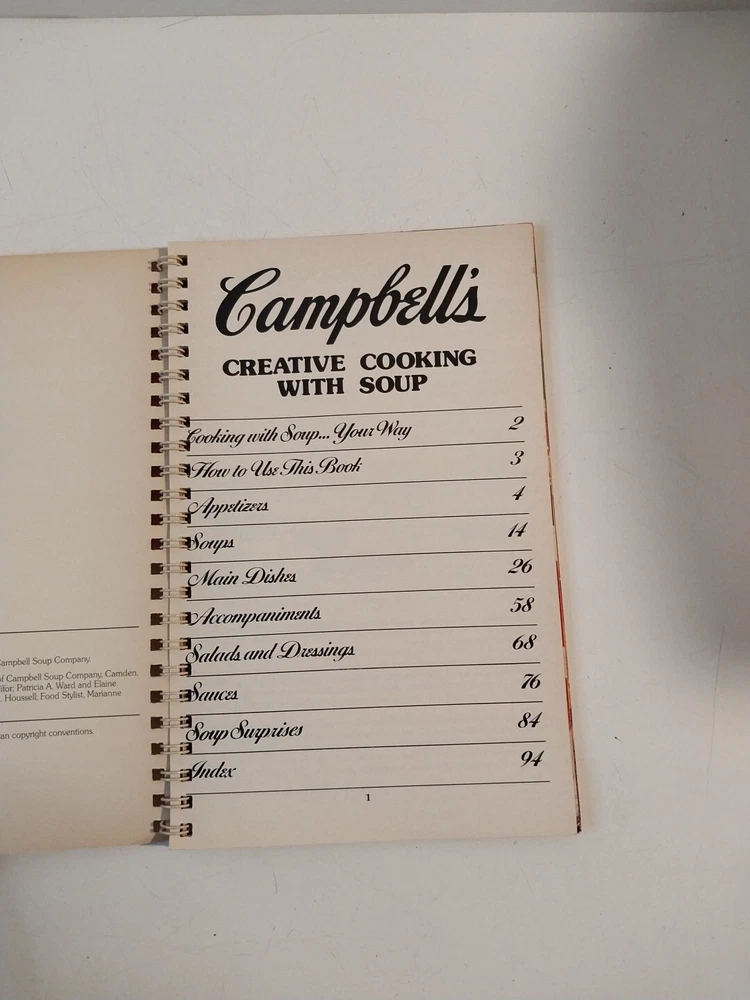 Campbell Soup Company.
of Campbell Soup Company, Camden.
Patricia A. Ward and Elaine
Houssell; Food Stylist, Marianne
copyright conventions.
Campbell's
CREATIVE COOKING
WITH SOUP
Cooking with Soup... Your Way 2
How to Use This Book 3
Appetizers 4
Soups 14
Main Dishes 26
Accompaniments 58
Salads and Dressings 68
Sauces 76
Soup Surprises 84
Index 94
1